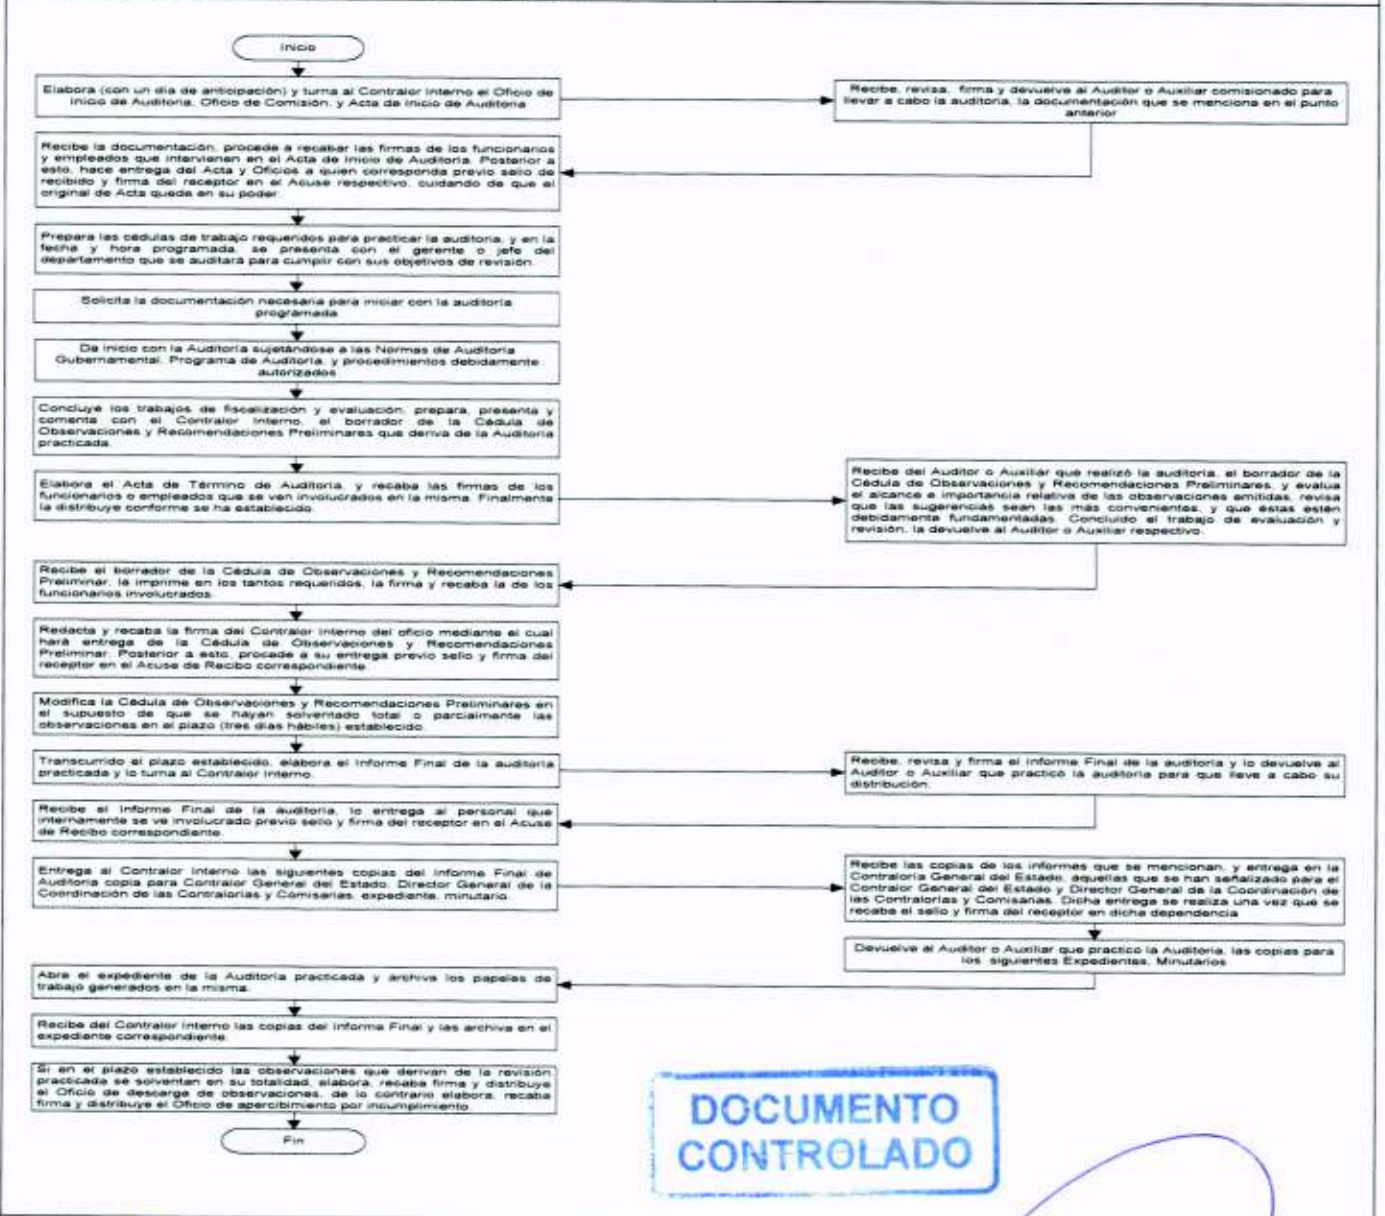 Inicio
Elabora (con un día de anticipación) y turna al Contralor Interno el Oficio de
Inicio de Auditoria, Oficio de Comisión, y Acta de Inicio de Auditoria
Recibe, revisa, firma y devuelve al Auditor o Auxiliar comisionado para
llevar a cabo la auditoria, la documentación que se menciona en el punto
anterior
Recibe la documentación, procede a recabar las firmas de los funcionarios
y empleados que intervienen en el Acta de Inicio de Auditoria. Posterior a
esto, hace entrega del Acta y Oficios a quien corresponda previo sello de
recibido y firma del receptor en el Acuse respectivo, cuidando de que el
original de Acta quede en su poder.
Prepara las cédulas de trabajo requeridos para practicar la auditoria, y en la
fecha y hora programada, se presenta con el gerente o jefe del
departamento que se auditará para cumplir con sus objetivos de revisión.
Solicita la documentación necesaria para iniciar con la auditoría
programada
Da inicio con la Auditoría sujetándose a las Normas de Auditoría
Gubernamental, Programa de Auditoría, y procedimientos debidamente
autorizados
Concluye los trabajos de fiscalización y evaluación, prepara, presenta y
comenta con el Contralor Interno, el borrador de la Cédula de
Observaciones y Recomendaciones Preliminares que deriva de la Auditoría
practicada.
Elabora el Acta de Término de Auditoría, y recaba las firmas de los
funcionarios o empleados que se ven involucrados en la misma. Finalmente
la distribuye conforme se ha establecido.
Recibe del Auditor o Auxiliar que realizó la auditoria, el borrador de la
Cédula de Observaciones y Recomendaciones Preliminares, y evalúa
el alcance e importancia relativa de las observaciones emitidas, revisa
que las sugerencias sean las más convenientes, y que éstas estén
debidamente fundamentadas. Concluido el trabajo de evaluación y
revisión, la devuelve al Auditor o Auxiliar respectivo.
Recibe el borrador de la Cédula de Observaciones y Recomendaciones
Preliminar, la imprime en los tantos requeridos, la firma y recaba la de los
funcionarios involucrados.
Redacta y recaba la firma del Contralor Interno del oficio mediante el cual
hará entrega de la Cédula de Observaciones y Recomendaciones
Preliminar. Posterior a esto, procede a su entrega previo sello y firma del
receptor en el Acuse de Recibo correspondiente.
Modifica la Cédula de Observaciones y Recomendaciones Preliminares en
el supuesto de que se hayan solventado total o parcialmente las
observaciones en el plazo (tres días hábiles) establecido.
Transcurrido el plazo establecido, elabora el Informe Final de la auditoría
practicada y lo turna al Contralor Interno.
Recibe, revisa y firma el Informe Final de la auditoria y lo devuelve al
Auditor o Auxiliar que practicó la auditoría para que lleve a cabo su
distribución.
Recibe el Informe Final de la auditoria, lo entrega al personal que
internamente se ve involucrado previo sello y firma del receptor en el Acuse
de Recibo correspondiente.
Entrega al Contralor Interno las siguientes copias del Informe Final de
Auditoría copia para Contralor General del Estado, Director General de la
Coordinación de las Contralorías y Comisarías, expediente, minutario.
Recibe las copias de los informes que se mencionan, y entrega en la
Contraloría General del Estado, aquellas que se han señalizado para el
Contralor General del Estado y Director General de la Coordinación de
las Contralorías y Comisarías. Dicha entrega se realiza una vez que se
recaba el sello y firma del receptor en dicha dependencia
Devuelve al Auditor o Auxiliar que practicó la Auditoría, las copias para
los siguientes Expedientes, Minutarios
Abre el expediente de la Auditoría practicada y archiva los papeles de
trabajo generados en la misma.
Recibe del Contralor Interno las copias del Informe Final y las archiva en el
expediente correspondiente.
Si en el plazo establecido las observaciones que derivan de la revisión
practicada se solventan en su totalidad, elabora, recaba firma y distribuye
el Oficio de descarga de observaciones, de lo contrario elabora, recaba
firma y distribuye el Oficio de apercibimiento por incumplimiento.
Fin
DOCUMENTO
CONTROLADO